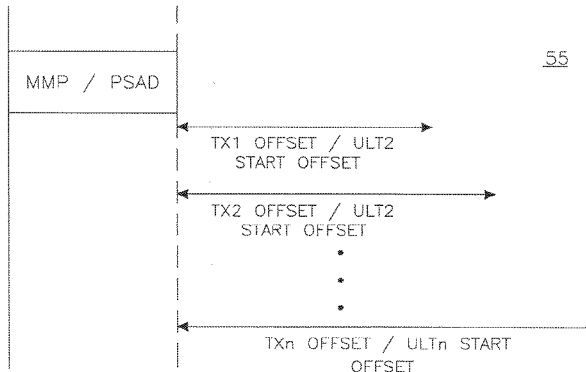 55
MMP / PSAD
TX1 OFFSET / ULT2
START OFFSET
TX2 OFFSET / ULT2
START OFFSET
TXn OFFSET / ULTn START
OFFSET